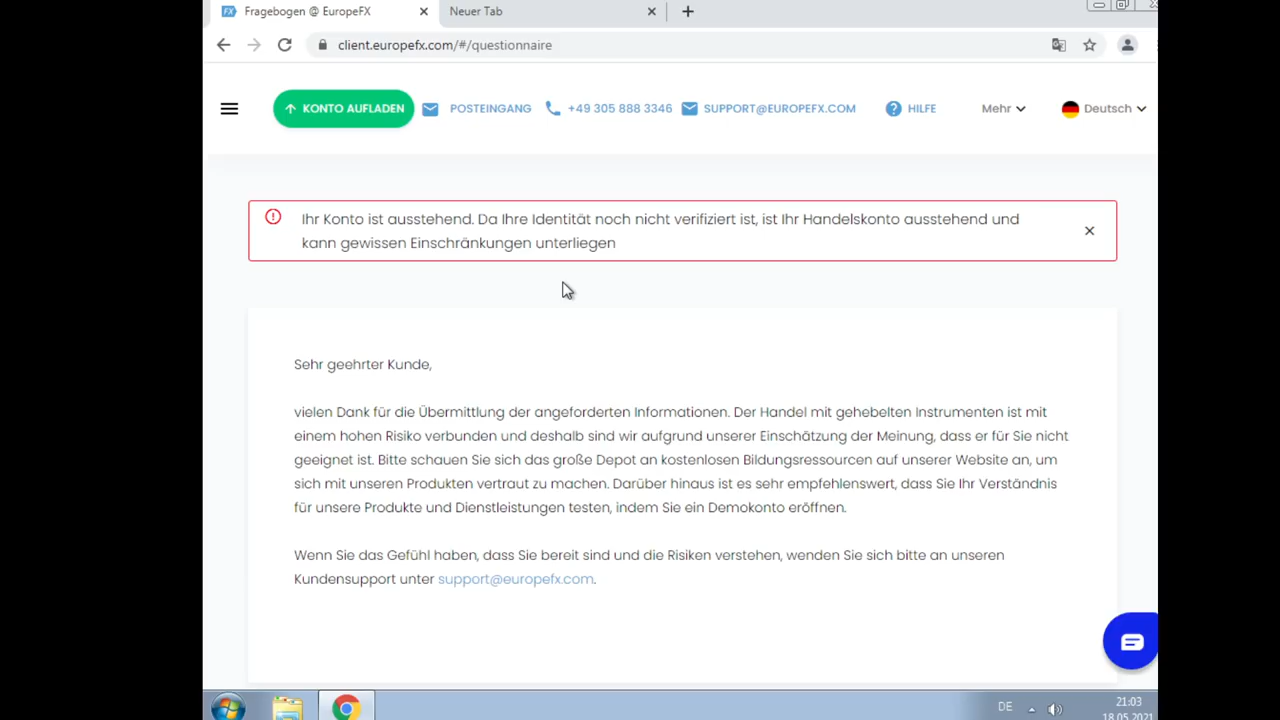 FX Fragebogen @ EuropeFX
Neuer Tab
client.europefx.com/#/questionnaire
KONTO AUFLADEN
POSTEINGANG
+49 305 888 3346
SUPPORT@EUROPEFX.COM
HILFE
Mehr
Deutsch
Ihr Konto ist ausstehend. Da Ihre Identität noch nicht verifiziert ist, ist Ihr Handelskonto ausstehend und
kann gewissen Einschränkungen unterliegen
Sehr geehrter Kunde,
vielen Dank für die Übermittlung der angeforderten Informationen. Der Handel mit gehebelten Instrumenten ist mit
einem hohen Risiko verbunden und deshalb sind wir aufgrund unserer Einschätzung der Meinung, dass er für Sie nicht
geeignet ist. Bitte schauen Sie sich das große Depot an kostenlosen Bildungsressourcen auf unserer Website an, um
sich mit unseren Produkten vertraut zu machen. Darüber hinaus ist es sehr empfehlenswert, dass Sie Ihr Verständnis
für unsere Produkte und Dienstleistungen testen, indem Sie ein Demokonto eröffnen.
Wenn Sie das Gefühl haben, dass Sie bereit sind und die Risiken verstehen, wenden Sie sich bitte an unseren
Kundensupport unter support@europefx.com.
DE
21:03
18.05.2021